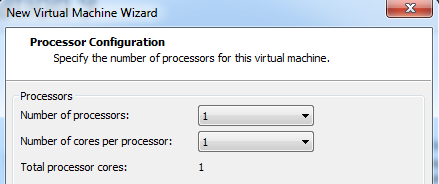 New Virtual Machine Wizard
Processor Configuration
Specify the number of processors for this virtual machine.
Processors
Number of processors: 1
Number of cores per processor: 1
Total processor cores: 1